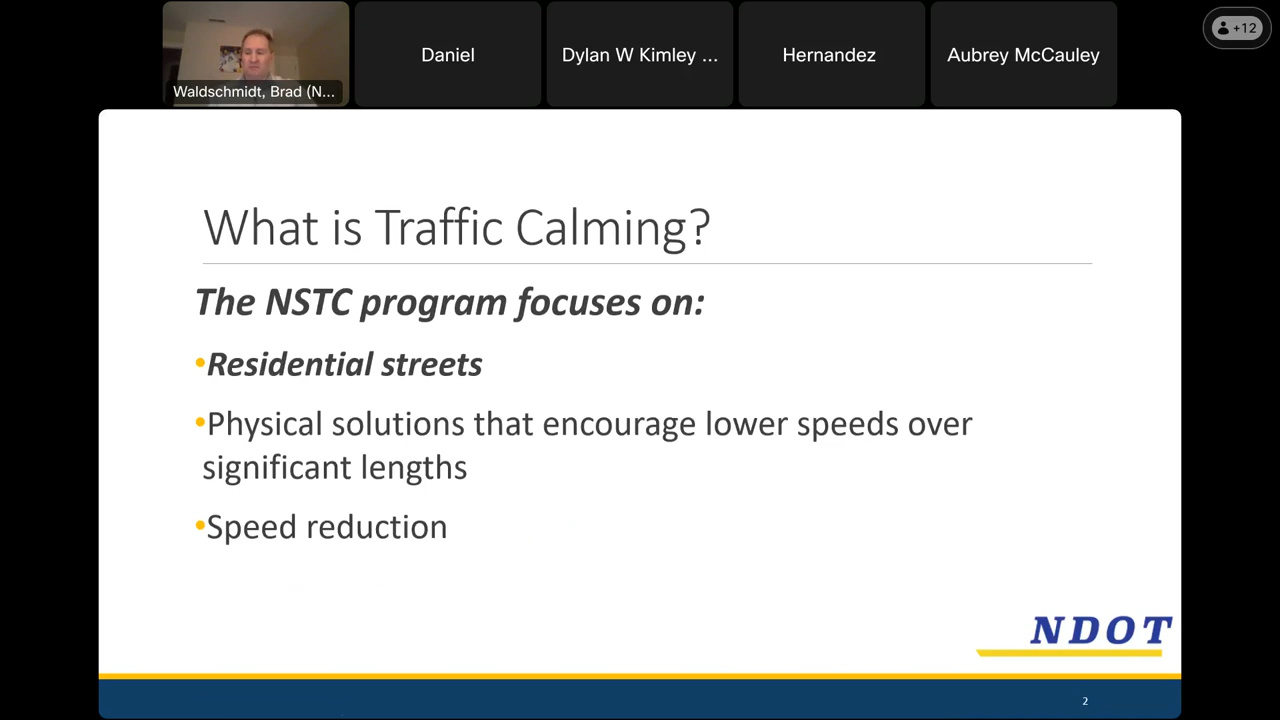 Waldschmidt, Brad (N...
Daniel
Dylan W Kimley ...
Hernandez
Aubrey McCauley
+12
What is Traffic Calming?
The NSTC program focuses on:
•Residential streets
•Physical solutions that encourage lower speeds over
significant lengths
•Speed reduction
NDOT
2